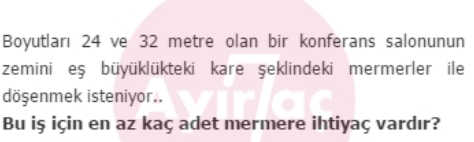 Boyutları 24 ve 32 metre olan bir konferans salonunun
zemini eş büyüklükteki kare şeklindeki mermerler ile
döşenmek isteniyor..
Bu iş için en az kaç adet mermere ihtiyaç vardır?